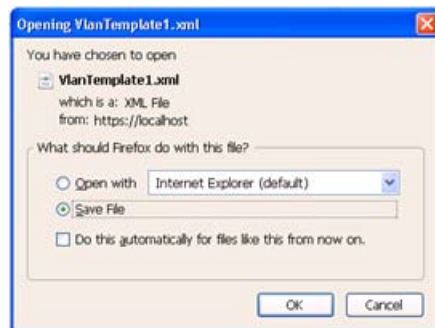 Opening VlanTemplate1.xml
You have chosen to open
VlanTemplate1.xml
which is a: XML File
from: https://localhost
What should Firefox do with this file?
Open with Internet Explorer (default)
Save File
Do this automatically for files like this from now on.
OK Cancel